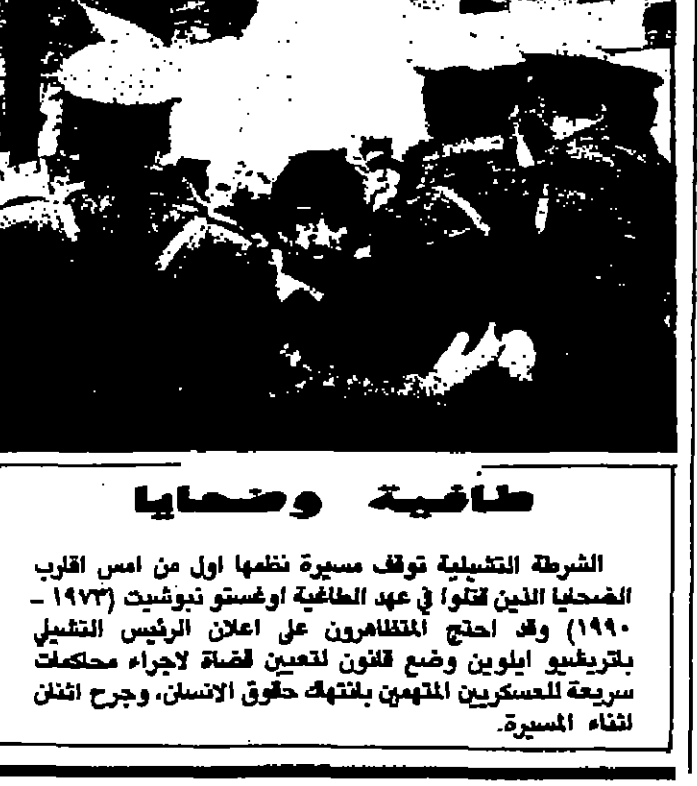 طاغية وضحايا
الشرطة التشيلية توقف مسيرة نظمها اول من امس اقارب
الضحايا الذين قتلوا في عهد الطاغية اوغستو نبوشيت (١٩٧٣ -
١٩٩٠) وقد احتج المتظاهرون على اعلان الرئيس التشيلي
باتريشيو ايلوين وضع قانون لتعيين قضاة لاجراء محاكمات
سريعة للعسكريين المتهمين بانتهاك حقوق الانسان، وجرح اثنان
اثناء المسيرة.